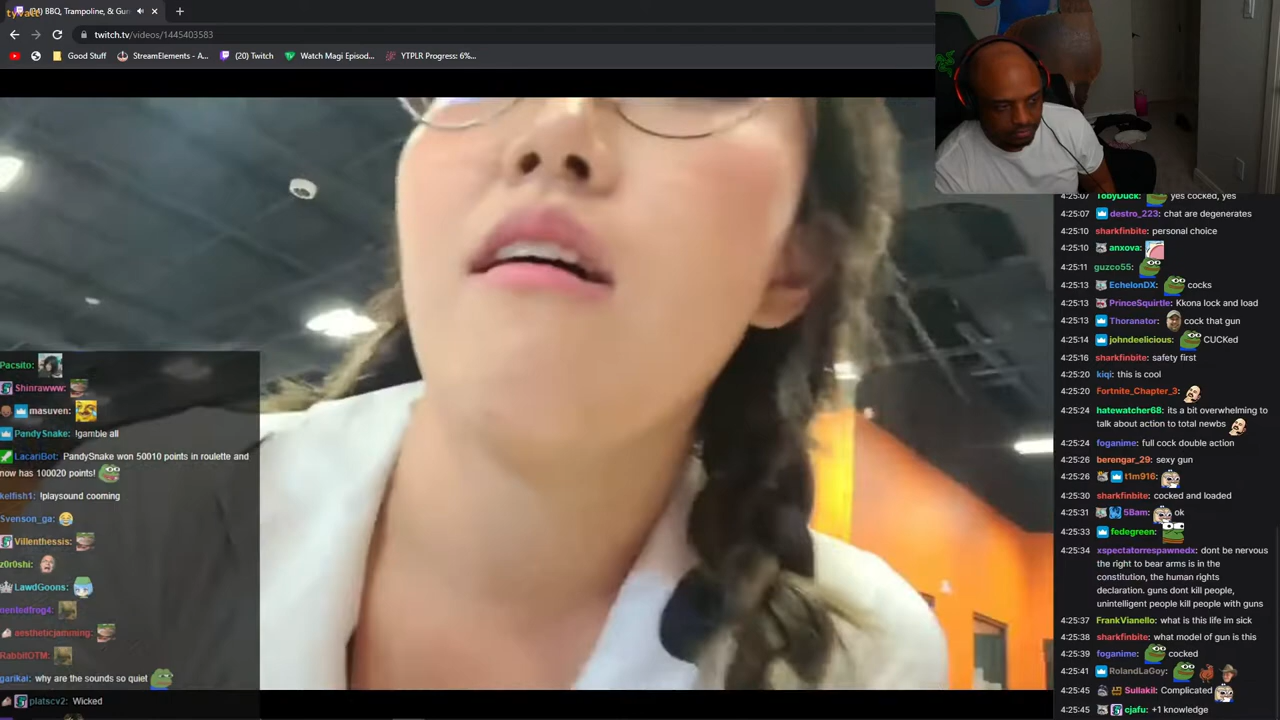 BBQ, Trampoline, & Gu
twitch.tv/videos/1445403583
Good Stuff
StreamElements - A...
(20) Twitch
Watch Magi Episod...
YTPLR Progress: 6%...
Pacsito:
Shinrawww:
masuven:
PandySnake: !gamble all
LacariBot: PandySnake won 50010 points in roulette and
now has 100020 points!
kelfish1: !playsound cooming
Svenson_ga:
Villenthessis:
z0r0shi:
LawdGoons:
nentedfrog4:
aestheticjamming:
RabbitOTM:
garikai: why are the sounds so quiet
platscv2: Wicked
4:25:07 TobyDuck: yes cocked, yes
4:25:07 destro_223: chat are degenerates
4:25:10 sharkfinbite: personal choice
4:25:10 anxova:
4:25:11 guzco55:
4:25:13 EchelonDX: cocks
4:25:13 PrinceSquirtle: Kkona lock and load
4:25:13 Thoranator: cock that gun
4:25:14 johndeelicious: CUCKed
4:25:16 sharkfinbite: safety first
4:25:20 kiqi: this is cool
4:25:20 Fortnite_Chapter_3:
4:25:24 hatewatcher68: its a bit overwhelming to
talk about action to total newbs
4:25:24 foganime: full cock double action
4:25:26 berengar_29: sexy gun
4:25:26 t1m916:
4:25:30 sharkfinbite: cocked and loaded
4:25:31 5Bam: ok
4:25:33 fedegreen:
4:25:34 xspectatorrespawnedx: dont be nervous
the right to bear arms is in the
constitution, the human rights
declaration. guns dont kill people,
unintelligent people kill people with guns
4:25:37 FrankVianello: what is this life im sick
4:25:38 sharkfinbite: what model of gun is this
4:25:39 foganime: cocked
4:25:41 RolandLaGoy:
4:25:45 Sullakil: Complicated
4:25:45 cjafu: +1 knowledge